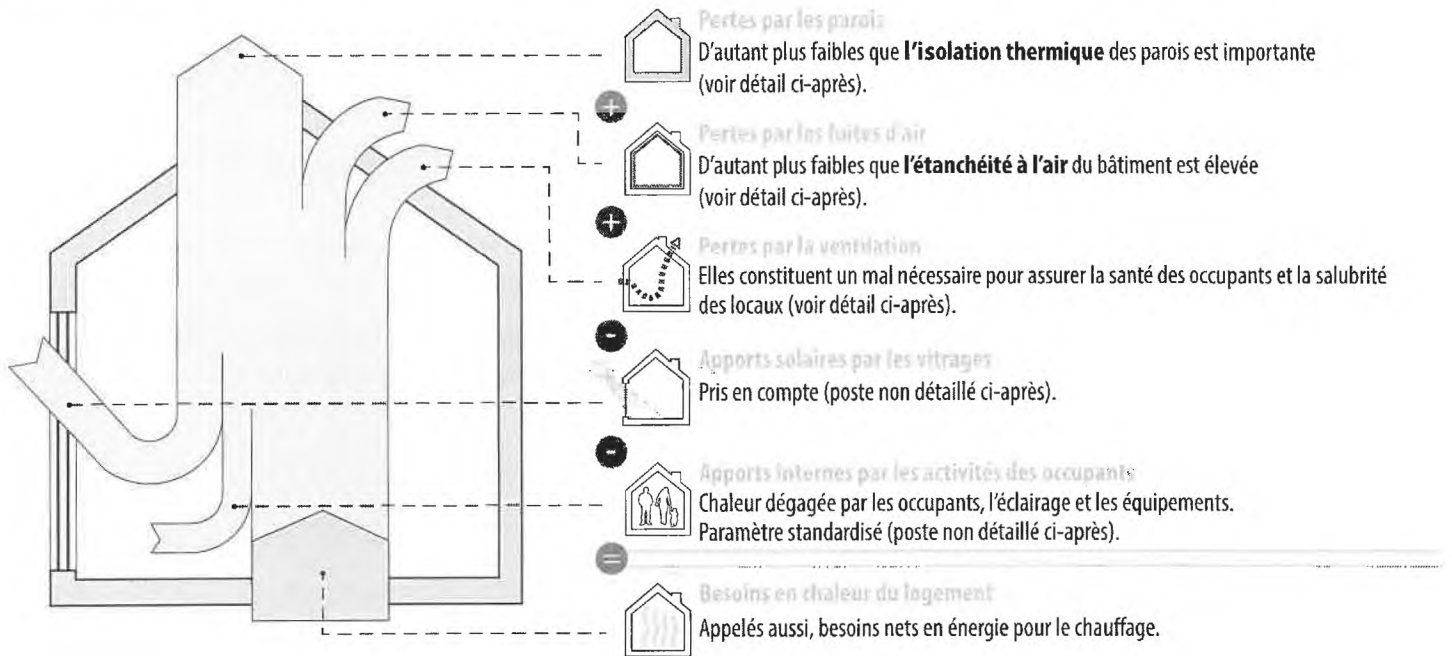 Pertes par les parois
D'autant plus faibles que l'isolation thermique des parois est importante
(voir détail ci-après).
+
Pertes par les fuites d'air
D'autant plus faibles que l'étanchéité à l'air du bâtiment est élevée
(voir détail ci-après).
+
Pertes par la ventilation
Elles constituent un mal nécessaire pour assurer la santé des occupants et la salubrité
des locaux (voir détail ci-après).
-
Apports solaires par les vitrages
Pris en compte (poste non détaillé ci-après).
-
Apports internes par les activités des occupants
Chaleur dégagée par les occupants, l'éclairage et les équipements.
Paramètre standardisé (poste non détaillé ci-après).
=
Besoins en chaleur du logement
Appelés aussi, besoins nets en énergie pour le chauffage.